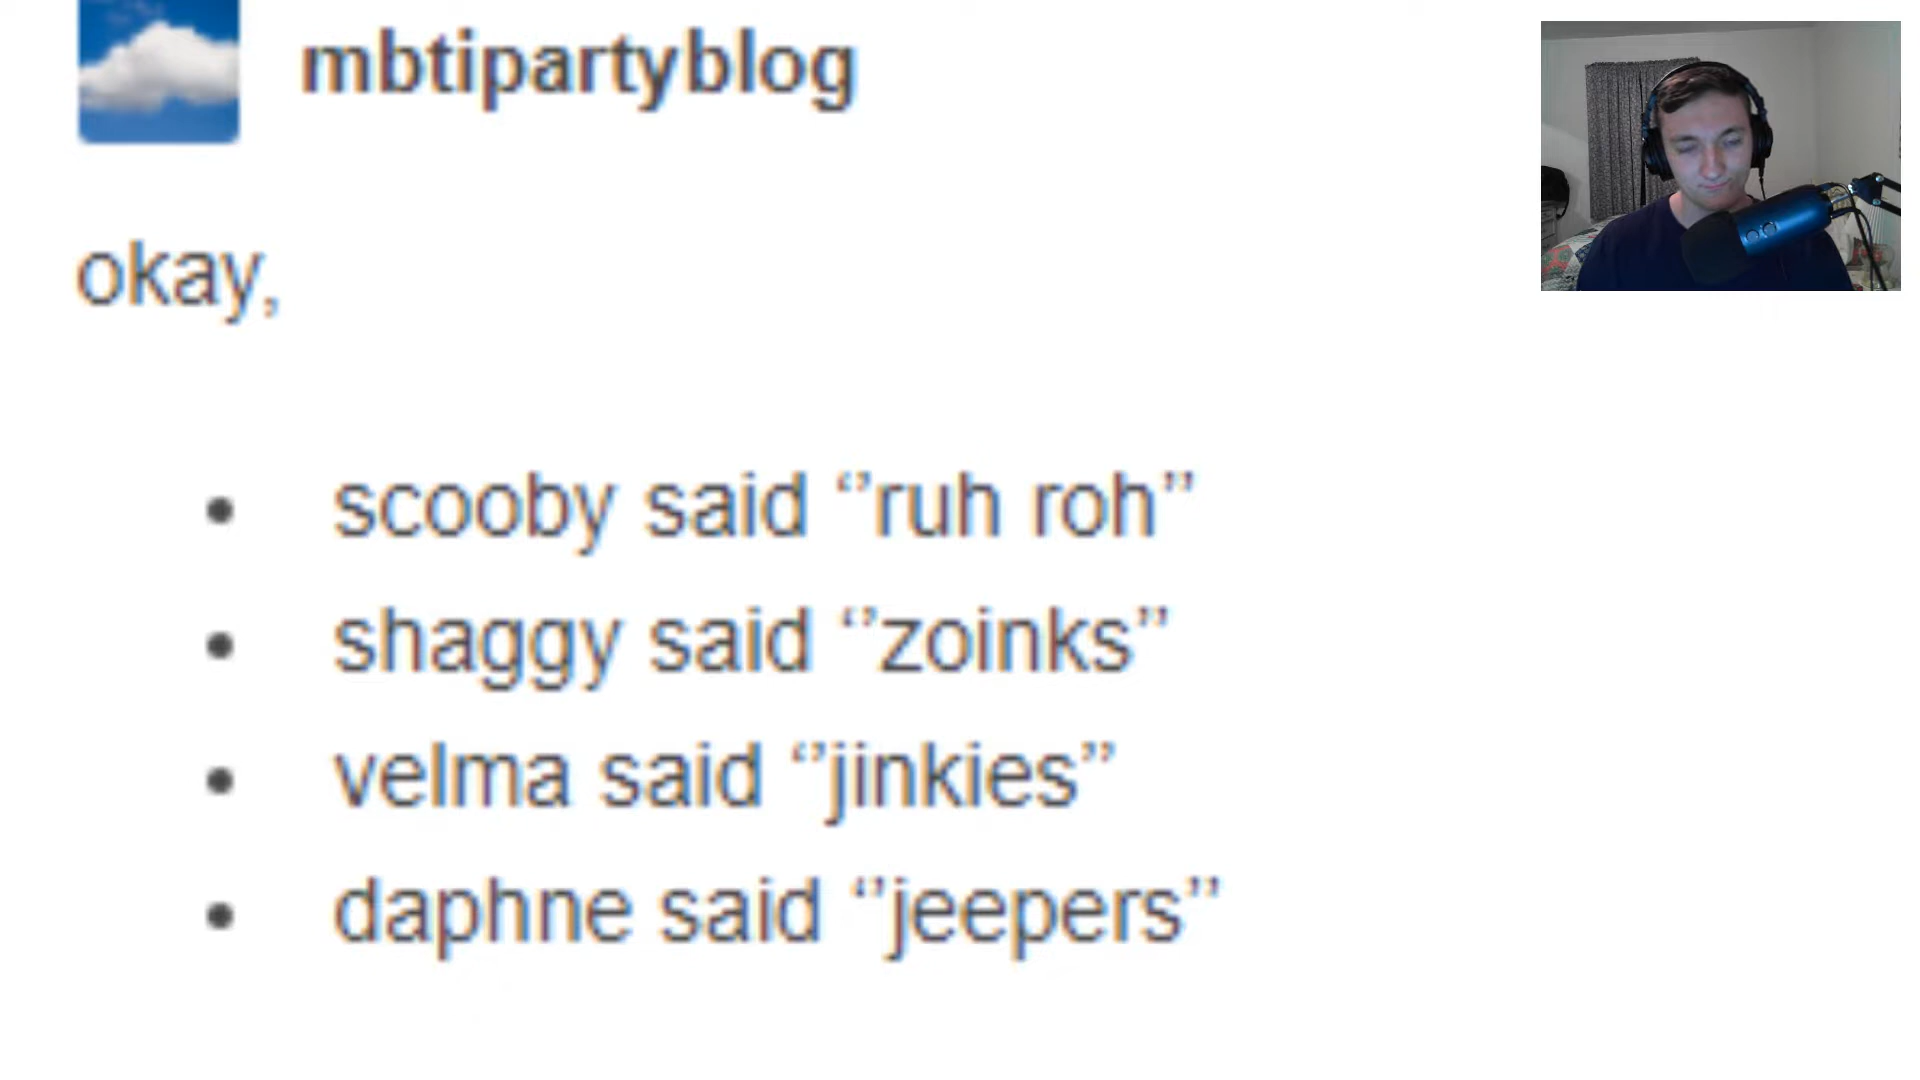 mbtipartyblog
okay,
• scooby said ‘’ruh roh’’
• shaggy said ‘’zoinks’’
• velma said ‘’jinkies’’
• daphne said ‘’jeepers’’